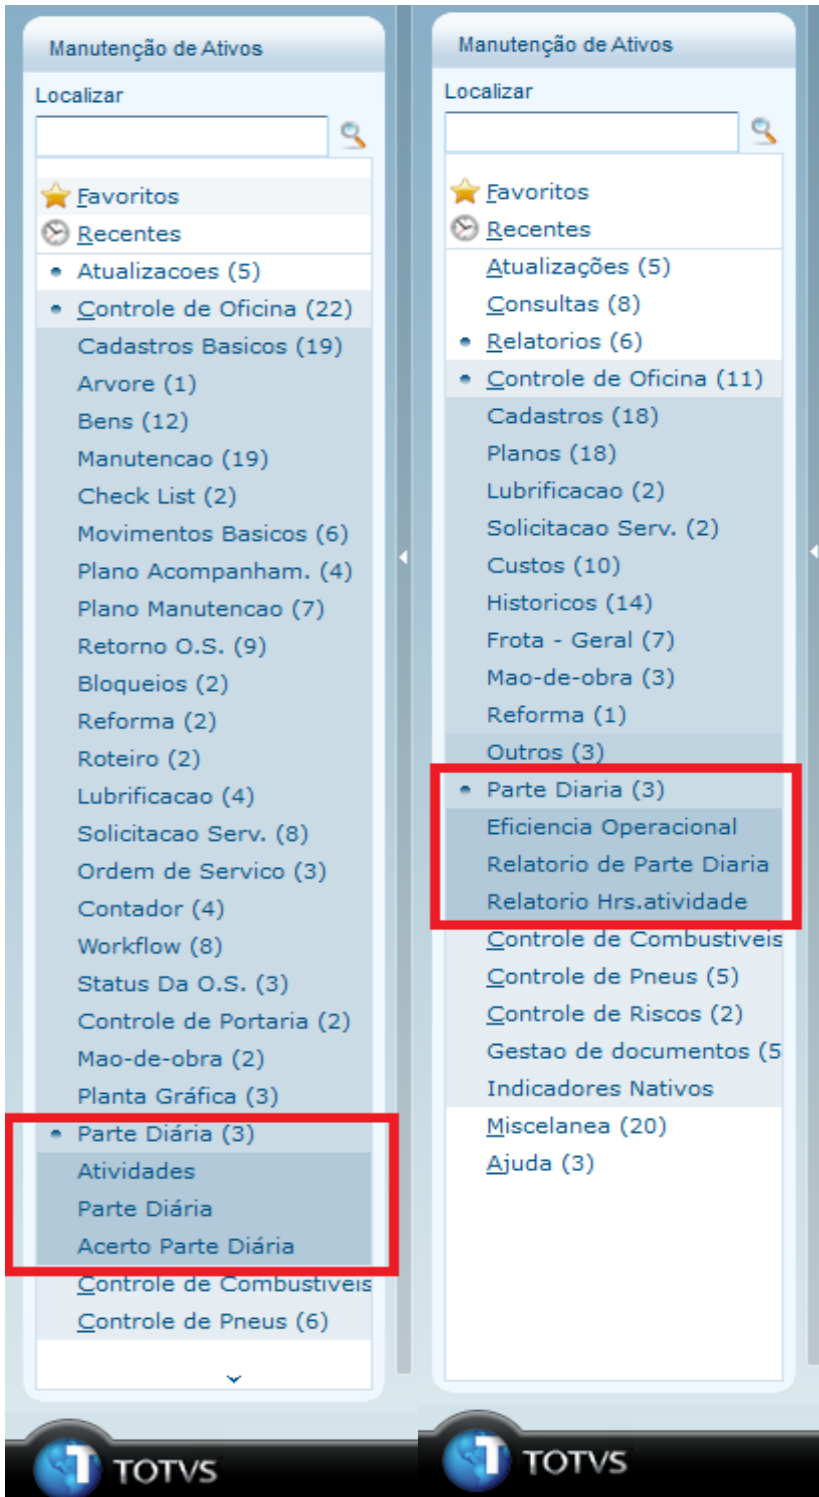 Manutenção de Ativos
Localizar
Favoritos
Recentes
Atualizacoes (5)
Controle de Oficina (22)
Cadastros Basicos (19)
Arvore (1)
Bens (12)
Manutencao (19)
Check List (2)
Movimentos Basicos (6)
Plano Acompanham. (4)
Plano Manutencao (7)
Retorno O.S. (9)
Bloqueios (2)
Reforma (2)
Roteiro (2)
Lubrificacao (4)
Solicitacao Serv. (8)
Ordem de Servico (3)
Contador (4)
Workflow (8)
Status Da O.S. (3)
Controle de Portaria (2)
Mao-de-obra (2)
Planta Gráfica (3)
Parte Diária (3)
Atividades
Parte Diária
Acerto Parte Diária
Controle de Combustiveis
Controle de Pneus (6)
TOTVS
Manutenção de Ativos
Localizar
Favoritos
Recentes
Atualizações (5)
Consultas (8)
Relatorios (6)
Controle de Oficina (11)
Cadastros (18)
Planos (18)
Lubrificacao (2)
Solicitacao Serv. (2)
Custos (10)
Historicos (14)
Frota - Geral (7)
Mao-de-obra (3)
Reforma (1)
Outros (3)
Parte Diaria (3)
Eficiencia Operacional
Relatorio de Parte Diaria
Relatorio Hrs.atividade
Controle de Combustiveis
Controle de Pneus (5)
Controle de Riscos (2)
Gestao de documentos (5
Indicadores Nativos
Miscelanea (20)
Ajuda (3)
TOTVS